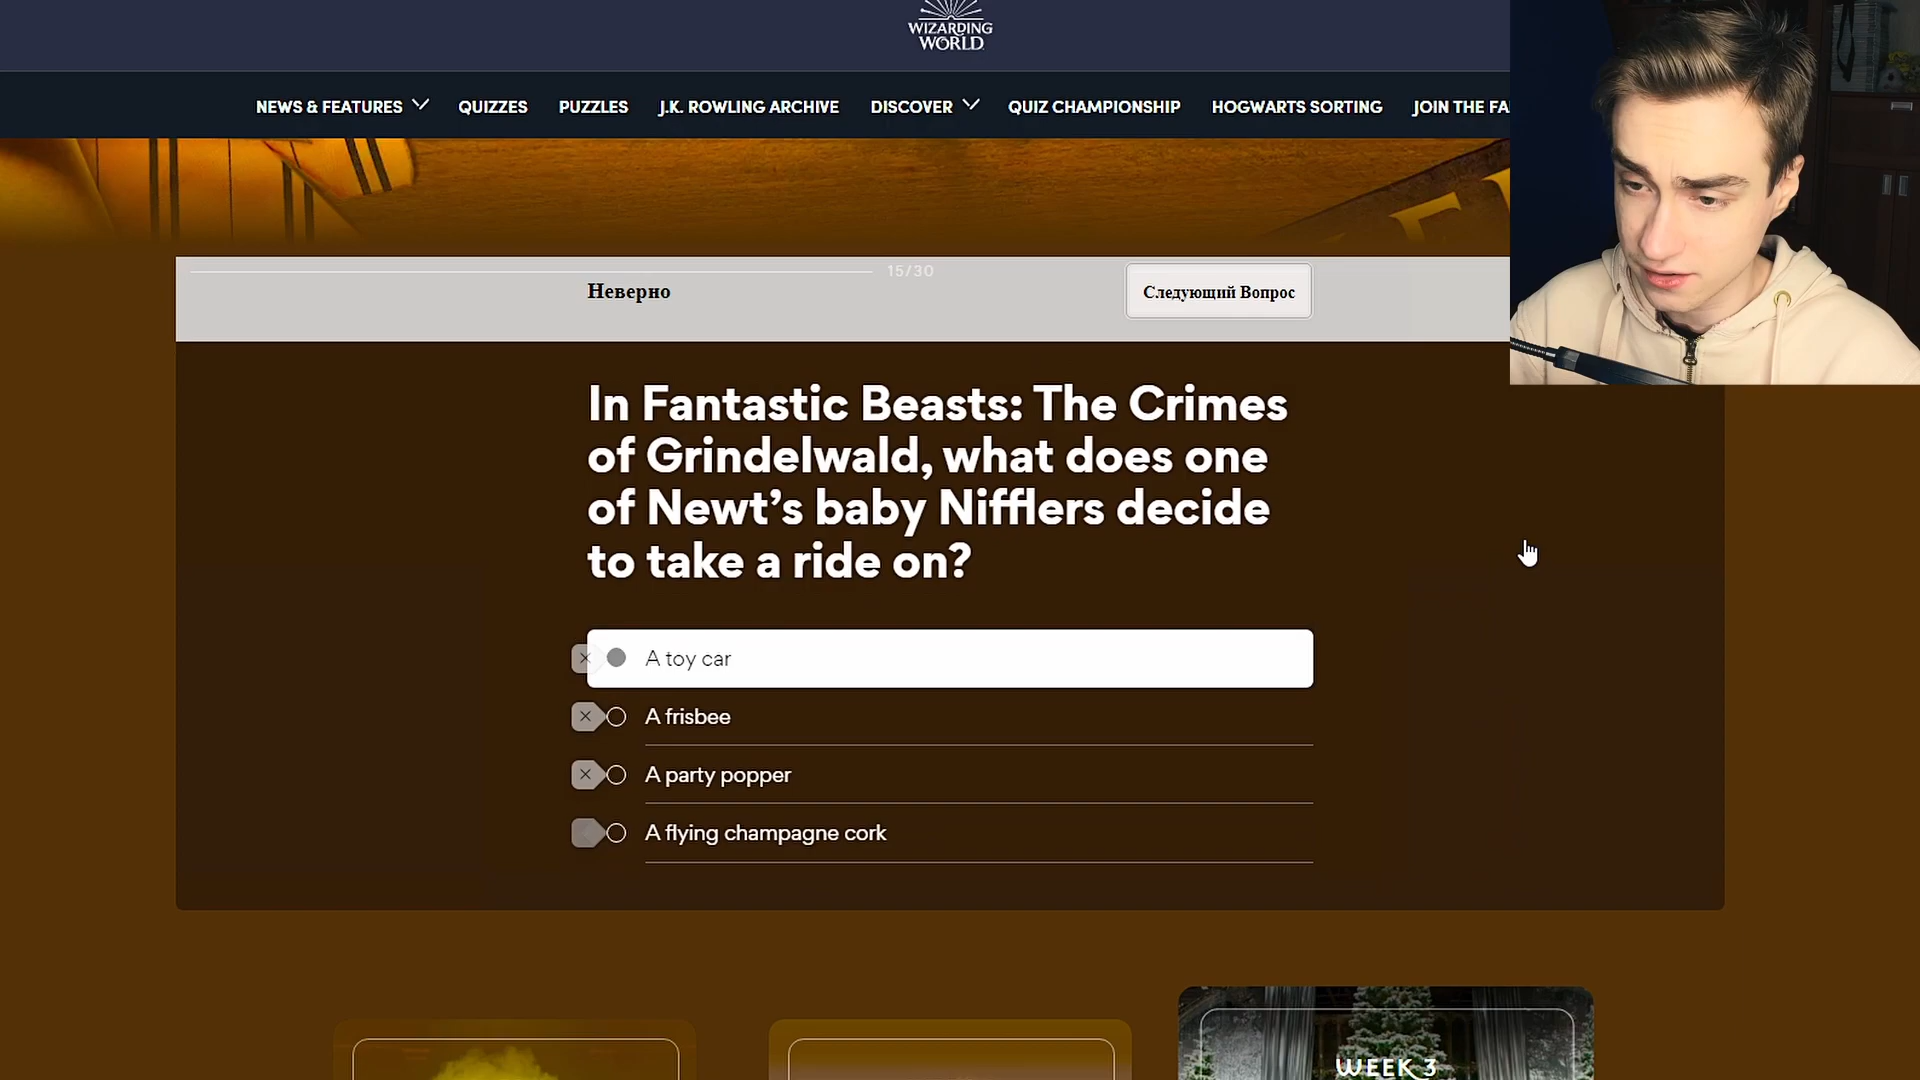 WIZARDING
WORLD
NEWS & FEATURES
QUIZZES
PUZZLES
J.K. ROWLING ARCHIVE
DISCOVER
QUIZ CHAMPIONSHIP
HOGWARTS SORTING
JOIN THE FA
15/30
Неверно
Следующий Вопрос
In Fantastic Beasts: The Crimes
of Grindelwald, what does one
of Newt’s baby Nifflers decide
to take a ride on?
A toy car
A frisbee
A party popper
A flying champagne cork
WEEK 3